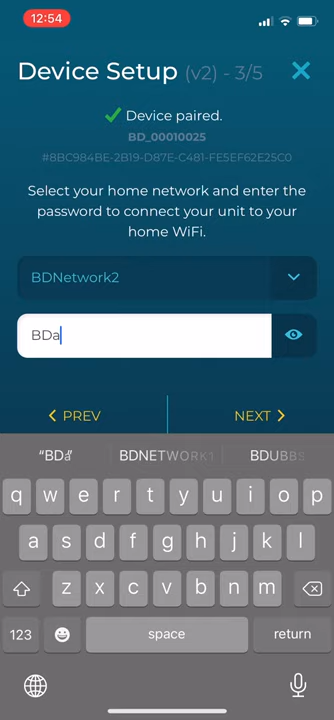 12:54
Device Setup (v2) - 3/5
Device paired.
BD_00010025
#8BC984BE-2B19-D87E-C481-FE5EF62E25C0
Select your home network and enter the
password to connect your unit to your
home WiFi.
BDNetwork2
BDa
PREV NEXT
“BDa” BDNETWORK1 BDUBBS
q w e r t y u i o p
a s d f g h j k l
z x c v b n m
123 space return